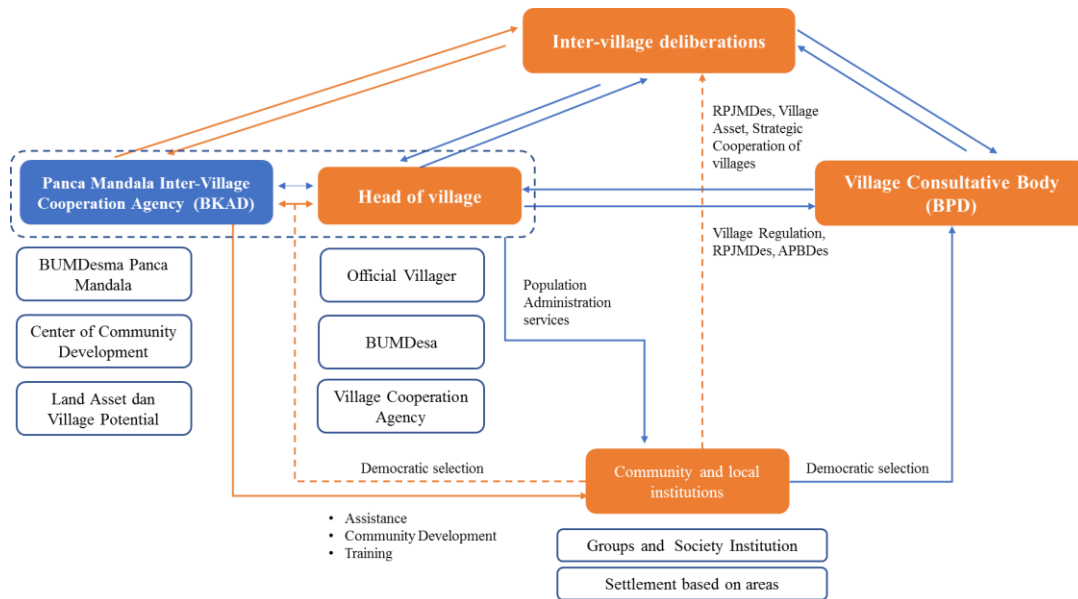 Inter-village deliberations
RPJMDes, Village
Asset, Strategic
Cooperation of
villages
Panca Mandala Inter-Village
Cooperation Agency (BKAD)
Head of village
Village Consultative Body
(BPD)
Village Regulation,
RPJMDes, APBDes
BUMDesma Panca
Mandala
Official Villager
Population
Administration
services
Center of Community
Development
BUMDesa
Land Asset dan
Village Potential
Village Cooperation
Agency
Democratic selection
Community and local
institutions
Democratic selection
• Assistance
• Community Development
• Training
Groups and Society Institution
Settlement based on areas